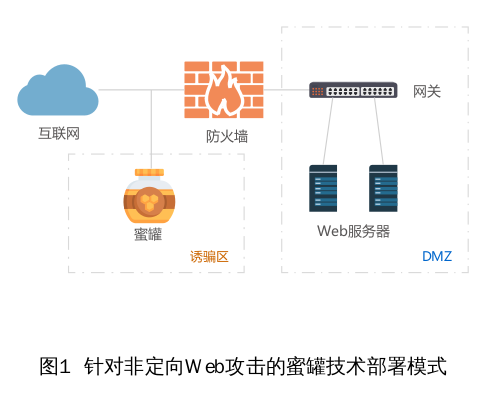 互联网
防火墙
网关
蜜罐
诱骗区
Web服务器
DMZ
图1 针对非定向Web攻击的蜜罐技术部署模式